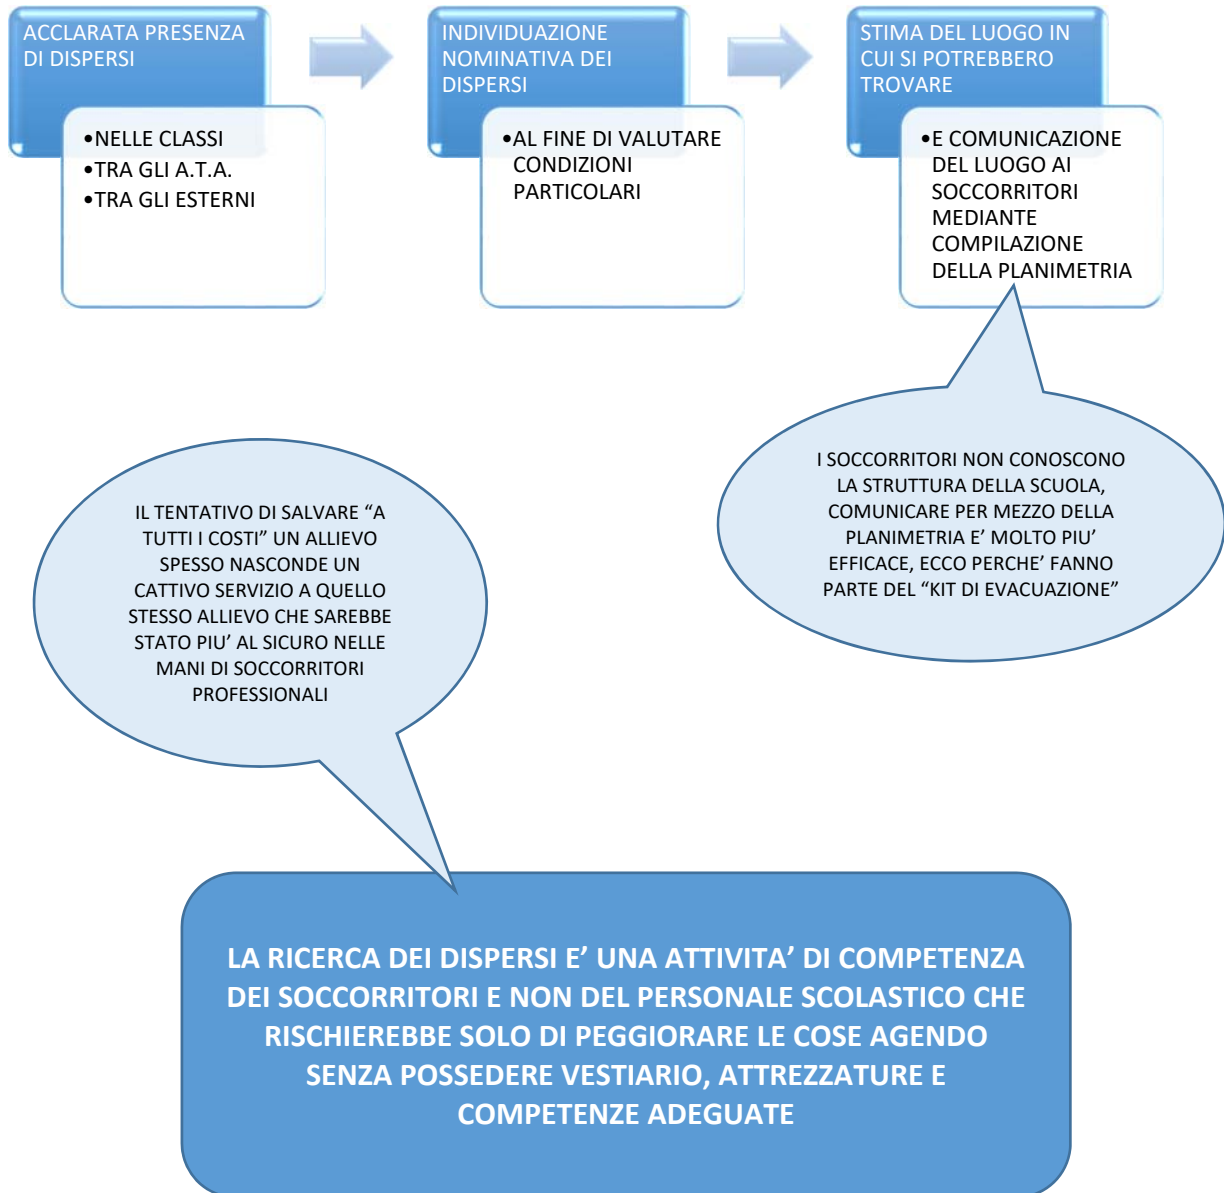 ACCLARATA PRESENZA
DI DISPERSI
•NELLE CLASSI
•TRA GLI A.T.A.
•TRA GLI ESTERNI
INDIVIDUAZIONE
NOMINATIVA DEI
DISPERSI
•AL FINE DI VALUTARE
CONDIZIONI
PARTICOLARI
STIMA DEL LUOGO IN
CUI SI POTREBBERO
TROVARE
•E COMUNICAZIONE
DEL LUOGO AI
SOCCORRITORI
MEDIANTE
COMPILAZIONE
DELLA PLANIMETRIA
I SOCCORRITORI NON CONOSCONO
LA STRUTTURA DELLA SCUOLA,
COMUNICARE PER MEZZO DELLA
PLANIMETRIA E’ MOLTO PIU’
EFFICACE, ECCO PERCHE’ FANNO
PARTE DEL “KIT DI EVACUAZIONE”
IL TENTATIVO DI SALVARE “A
TUTTI I COSTI” UN ALLIEVO
SPESSO NASCONDE UN
CATTIVO SERVIZIO A QUELLO
STESSO ALLIEVO CHE SAREBBE
STATO PIU’ AL SICURO NELLE
MANI DI SOCCORRITORI
PROFESSIONALI
LA RICERCA DEI DISPERSI E’ UNA ATTIVITA’ DI COMPETENZA
DEI SOCCORRITORI E NON DEL PERSONALE SCOLASTICO CHE
RISCHIEREBBE SOLO DI PEGGIORARE LE COSE AGENDO
SENZA POSSEDERE VESTIARIO, ATTREZZATURE E
COMPETENZE ADEGUATE